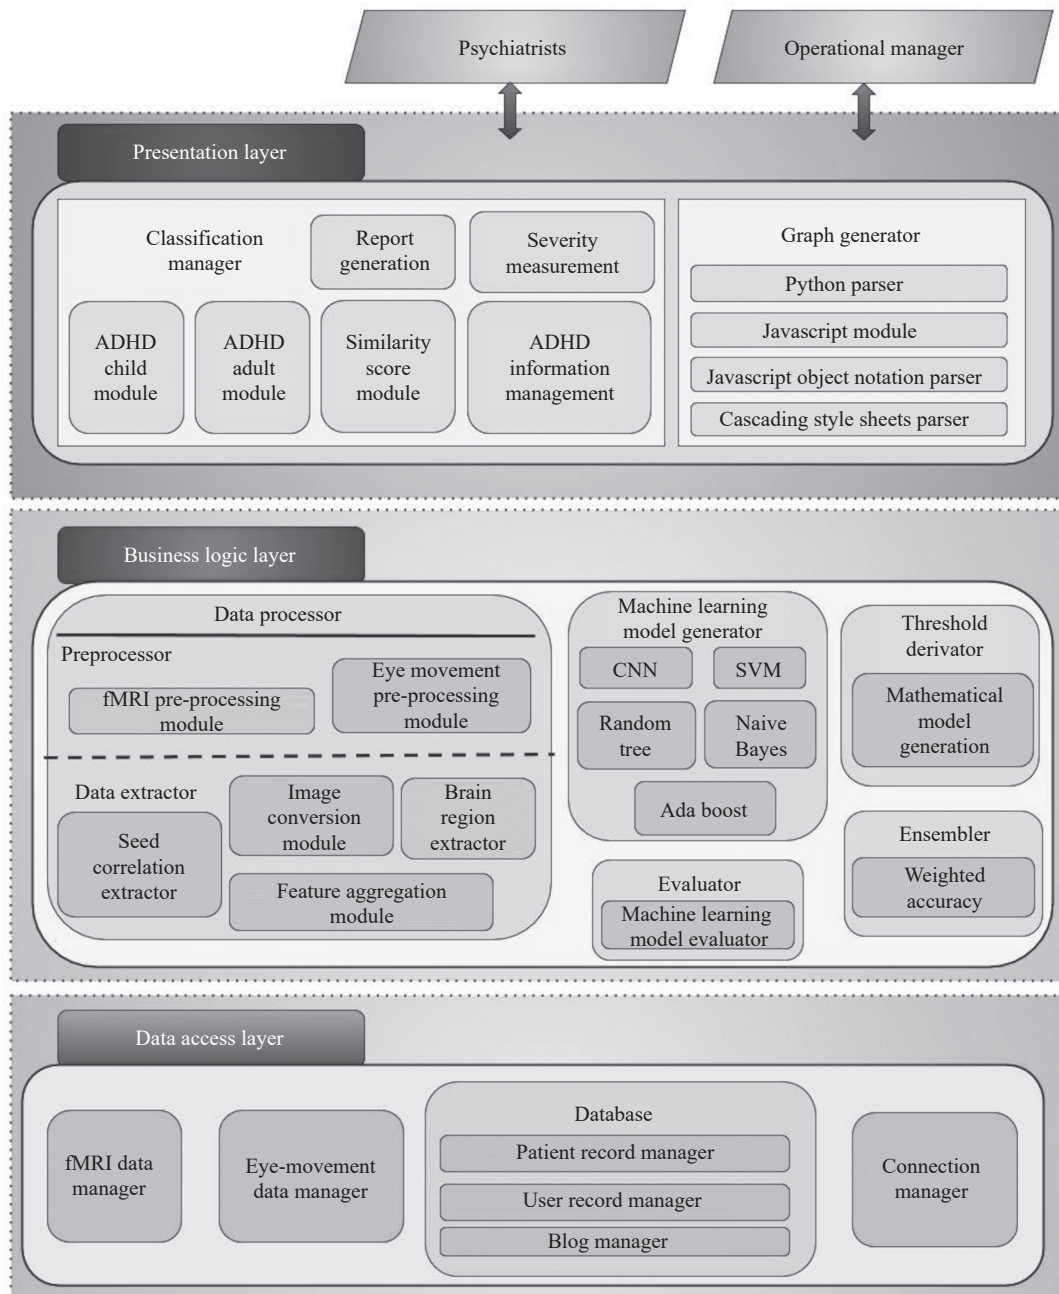 Psychiatrists
Operational manager
Presentation layer
Classification
manager
Report
generation
Severity
measurement
ADHD
child
module
ADHD
adult
module
Similarity
score
module
ADHD
information
management
Graph generator
Python parser
Javascript module
Javascript object notation parser
Cascading style sheets parser
Business logic layer
Data processor
Preprocessor
fMRI pre-processing
module
Eye movement
pre-processing
module
Data extractor
Seed
correlation
extractor
Image
conversion
module
Brain
region
extractor
Feature aggregation
module
Machine learning
model generator
CNN
SVM
Random
tree
Naive
Bayes
Ada boost
Evaluator
Machine learning
model evaluator
Threshold
derivator
Mathematical
model
generation
Ensembler
Weighted
accuracy
Data access layer
fMRI data
manager
Eye-movement
data manager
Database
Patient record manager
User record manager
Blog manager
Connection
manager